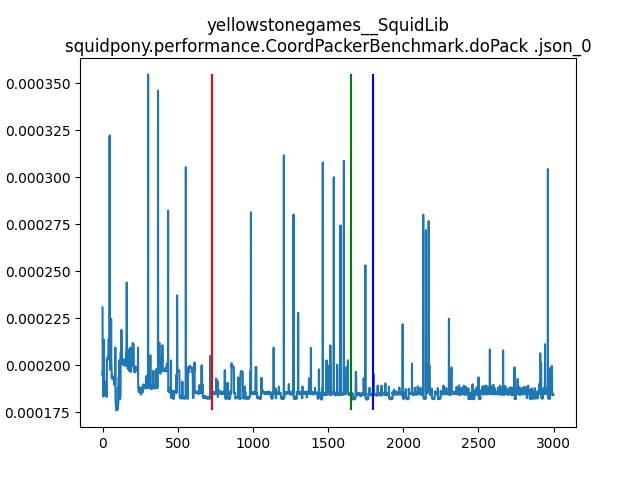 yellowstonegames__SquidLib
squidpony.performance.CoordPackerBenchmark.doPack .json_0
0.000350
0.000325
0.000300
0.000275
0.000250
0.000225
0.000200
0.000175
0 500 1000 1500 2000 2500 3000